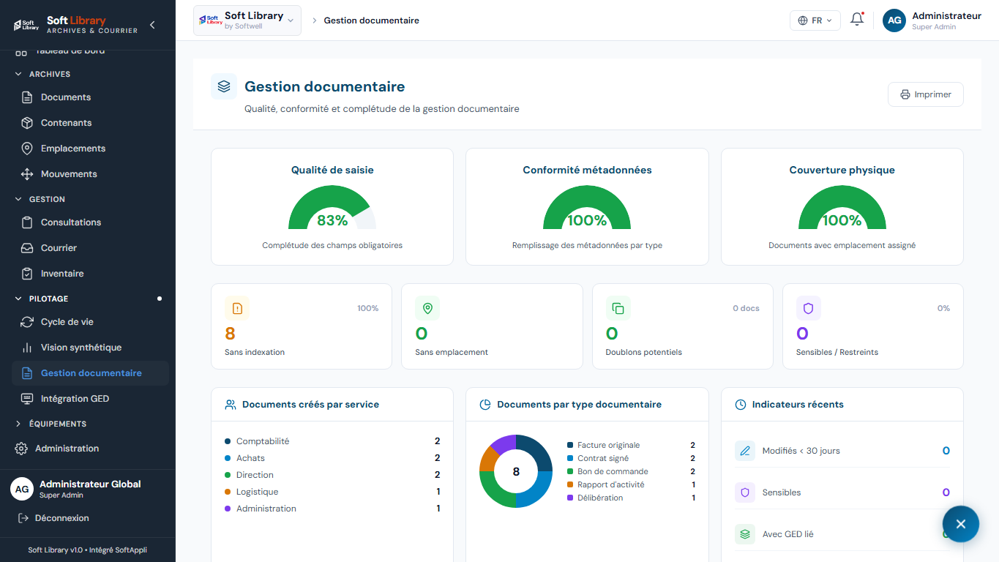 Soft Library
Soft Library
ARCHIVES & COURRIER
Tableau de bord
ARCHIVES
Documents
Contenants
Emplacements
Mouvements
GESTION
Consultations
Courrier
Inventaire
PILOTAGE
Cycle de vie
Vision synthétique
Gestion documentaire
Intégration GED
ÉQUIPEMENTS
Administration
AG
Administrateur Global
Super Admin
Déconnexion
Soft Library v1.0 • Intégré SoftAppli
Soft Library
Soft Library
by Softwell
Gestion documentaire
FR
AG
Administrateur
Super Admin
Gestion documentaire
Qualité, conformité et complétude de la gestion documentaire
Imprimer
Qualité de saisie
83%
Complétude des champs obligatoires
Conformité métadonnées
100%
Remplissage des métadonnées par type
Couverture physique
100%
Documents avec emplacement assigné
100%
8
Sans indexation
0
Sans emplacement
0 docs
0
Doublons potentiels
0%
0
Sensibles / Restreints
Documents créés par service
Comptabilité 2
Achats 2
Direction 2
Logistique 1
Administration 1
Documents par type documentaire
8
Facture originale 2
Contrat signé 2
Bon de commande 2
Rapport d'activité 1
Délibération 1
Indicateurs récents
Modifiés < 30 jours 0
Sensibles 0
Avec GED lié